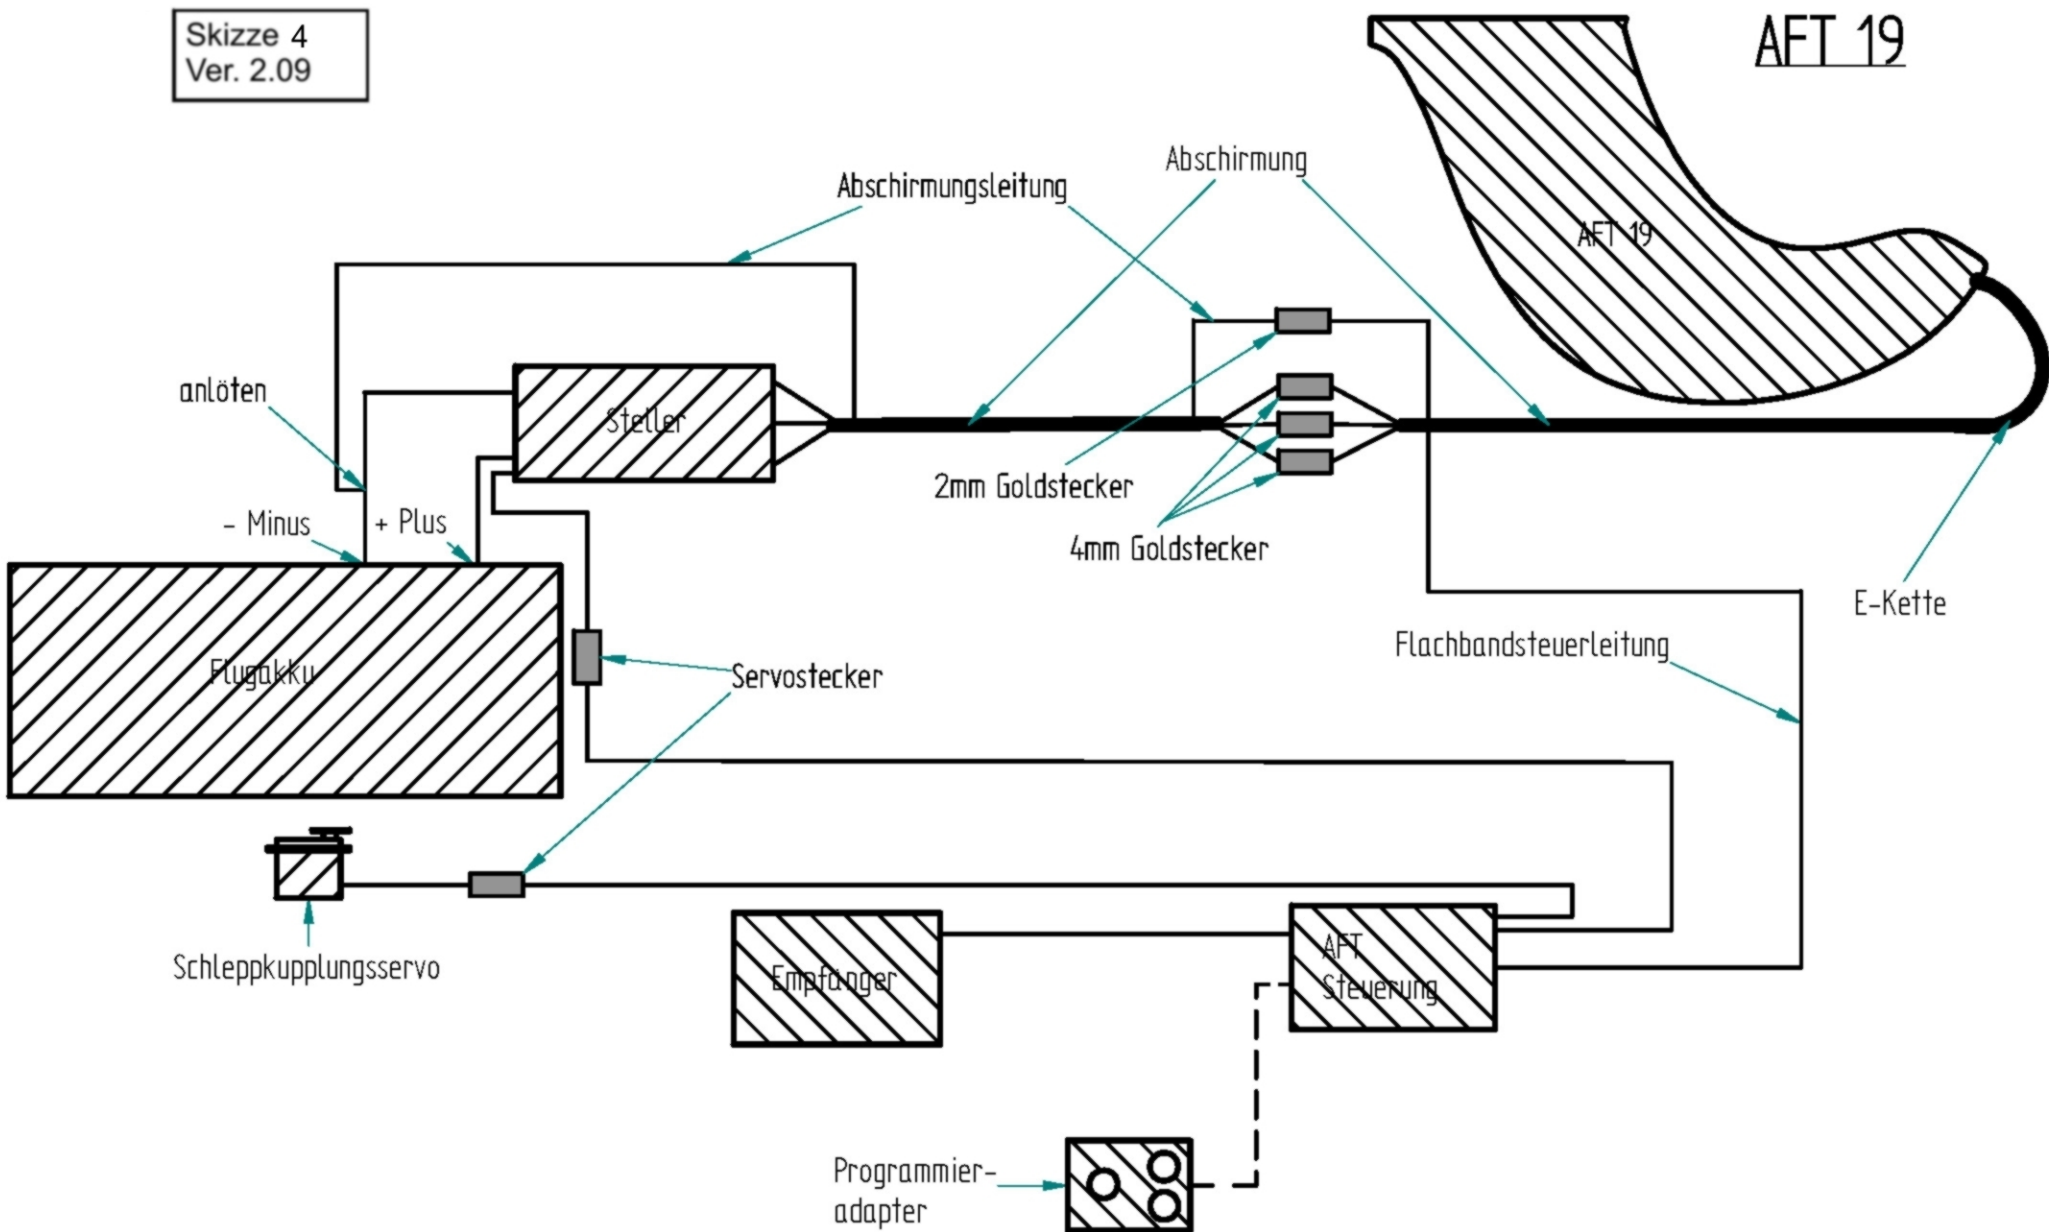 Skizze 4
Ver. 2.09
AFT 19
Abschirmung
Abschirmungsleitung
AFT 19
anlöten
Steller
2mm Goldstecker
- Minus
+ Plus
4mm Goldstecker
E-Kette
Flachbandsteuerleitung
Flugakku
Servostecker
Schleppkupplungsservo
Empfänger
AFT
Steuerung
Programmier-
adapter